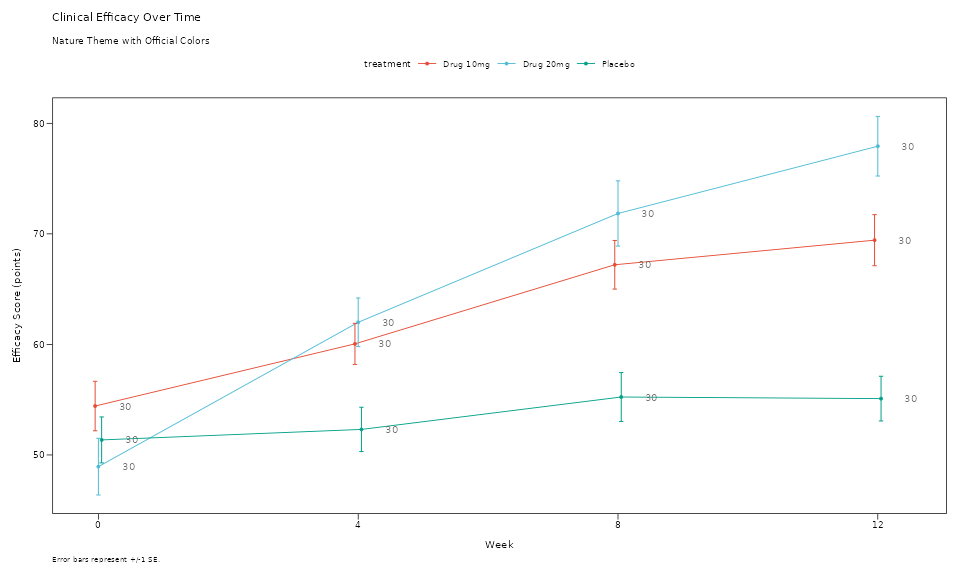 Clinical Efficacy Over Time
Nature Theme with Official Colors
treatment Drug 10mg Drug 20mg Placebo
80
30
70
30
30
30
60
30
30
30
30
30
30
50
30
30
0 4 8 12
Efficacy Score (points)
Week
Error bars represent +/-1 SE.